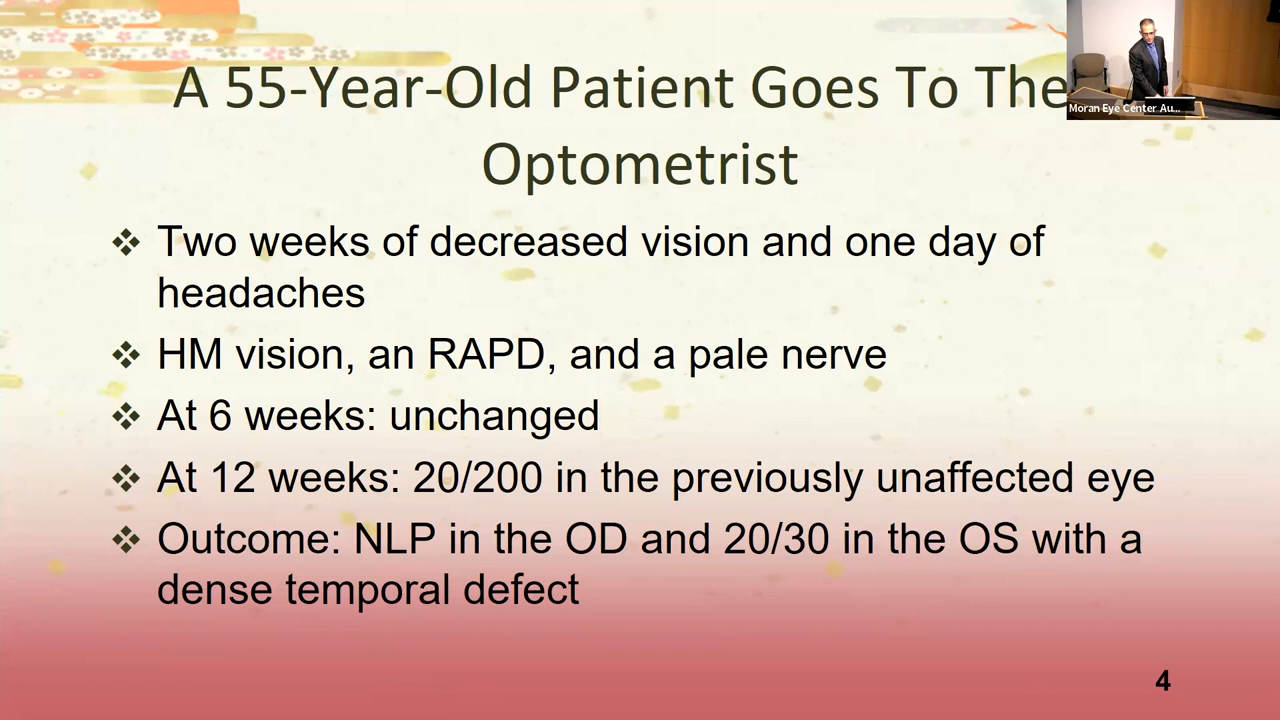 A 55-Year-Old Patient Goes To The
Optometrist
Moran Eye Center Au...
❖ Two weeks of decreased vision and one day of
headaches
❖ HM vision, an RAPD, and a pale nerve
❖ At 6 weeks: unchanged
❖ At 12 weeks: 20/200 in the previously unaffected eye
❖ Outcome: NLP in the OD and 20/30 in the OS with a
dense temporal defect
4